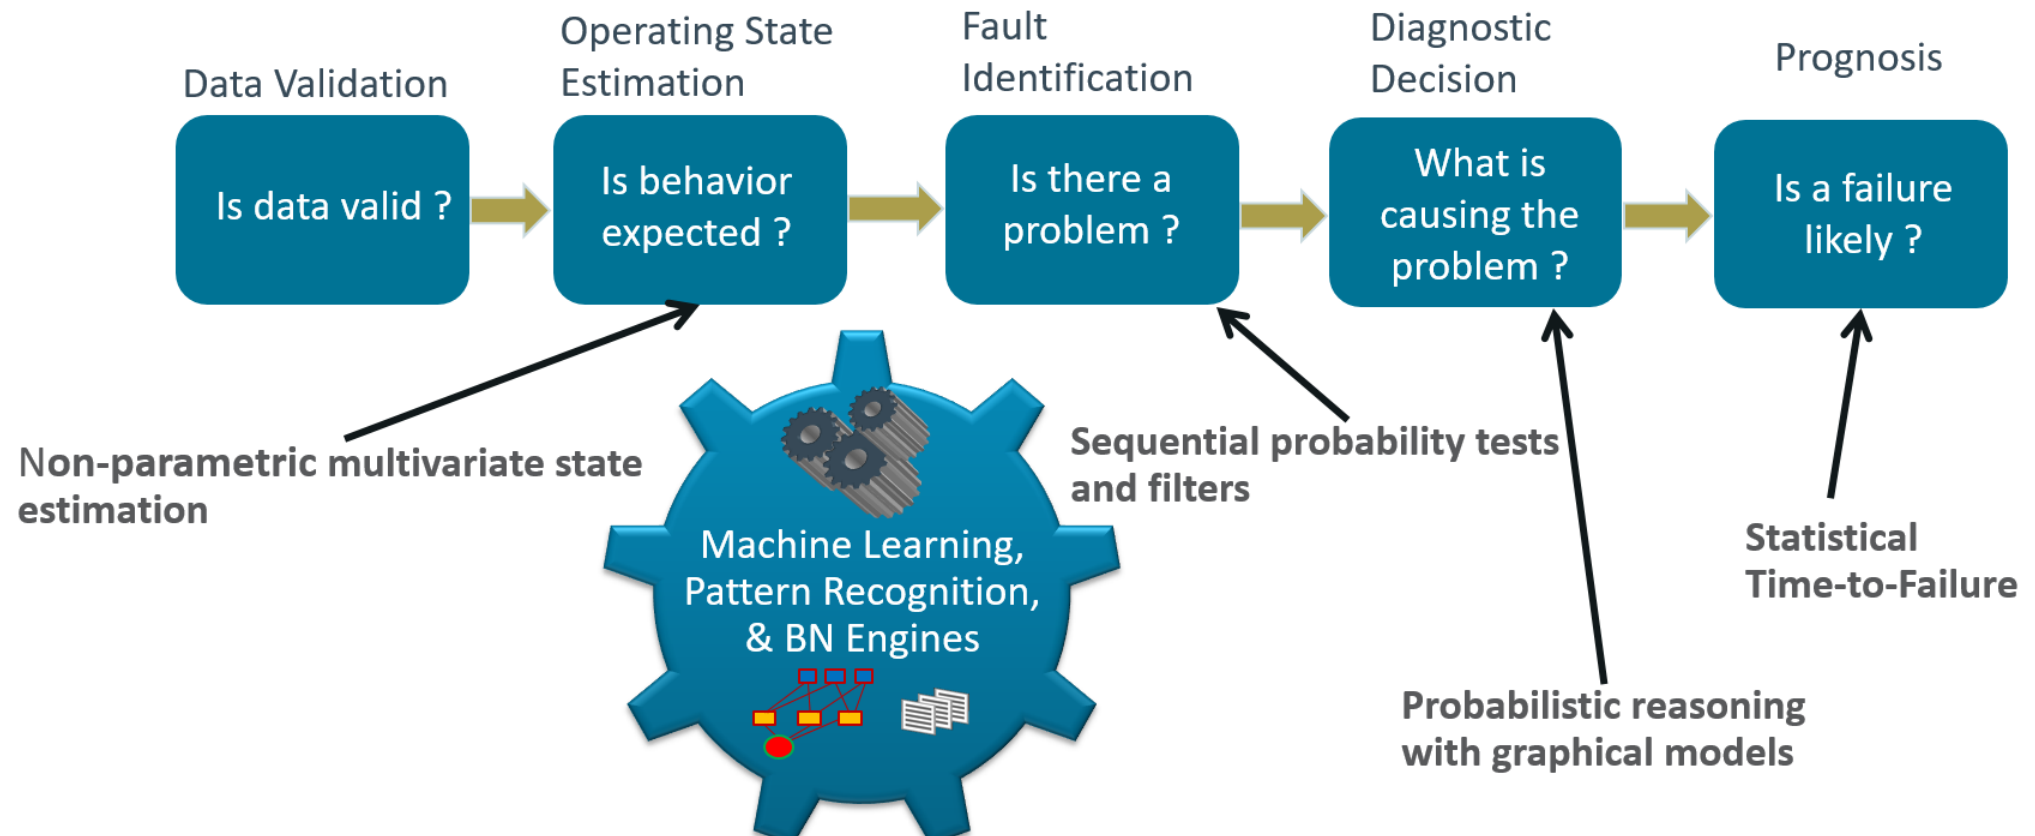 Data Validation
Operating State
Estimation
Fault
Identification
Diagnostic
Decision
Prognosis
Is data valid ?
Is behavior
expected ?
Is there a
problem ?
What is
causing the
problem ?
Is a failure
likely ?
Non-parametric multivariate state
estimation
Machine Learning,
Pattern Recognition,
& BN Engines
Sequential probability tests
and filters
Probabilistic reasoning
with graphical models
Statistical
Time-to-Failure